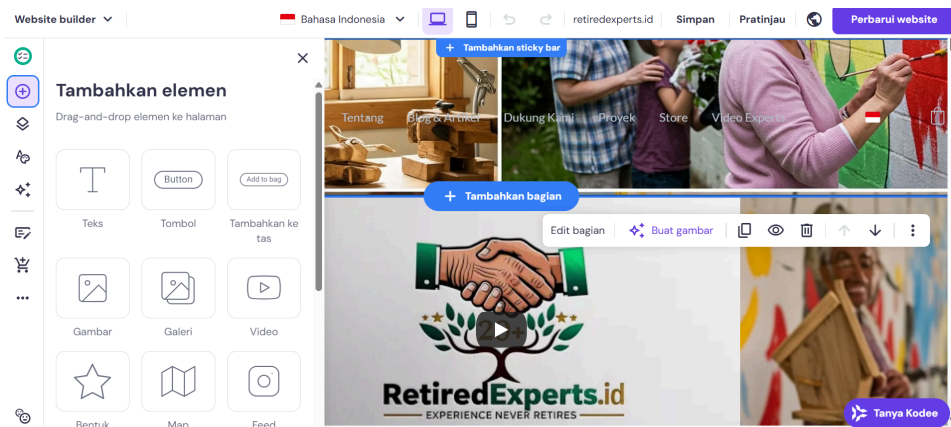 Website builder
Bahasa Indonesia
retiredexperts.id
Simpan
Pratinjau
Perbarui website
Tambahkan elemen
Drag-and-drop elemen ke halaman
Teks
Button
Tombol
Add to bag
Tambahkan ke
tas
Gambar
Galeri
Video
Bentuk
Map
Feed
Tambahkan sticky bar
Tentang
Blog & Artikel
Dukung Kami
Proyek
Store
Video Experts
Tambahkan bagian
Edit bagian
Buat gambar
RetiredExperts.id
EXPERIENCE NEVER RETIRES
Tanya Kodee